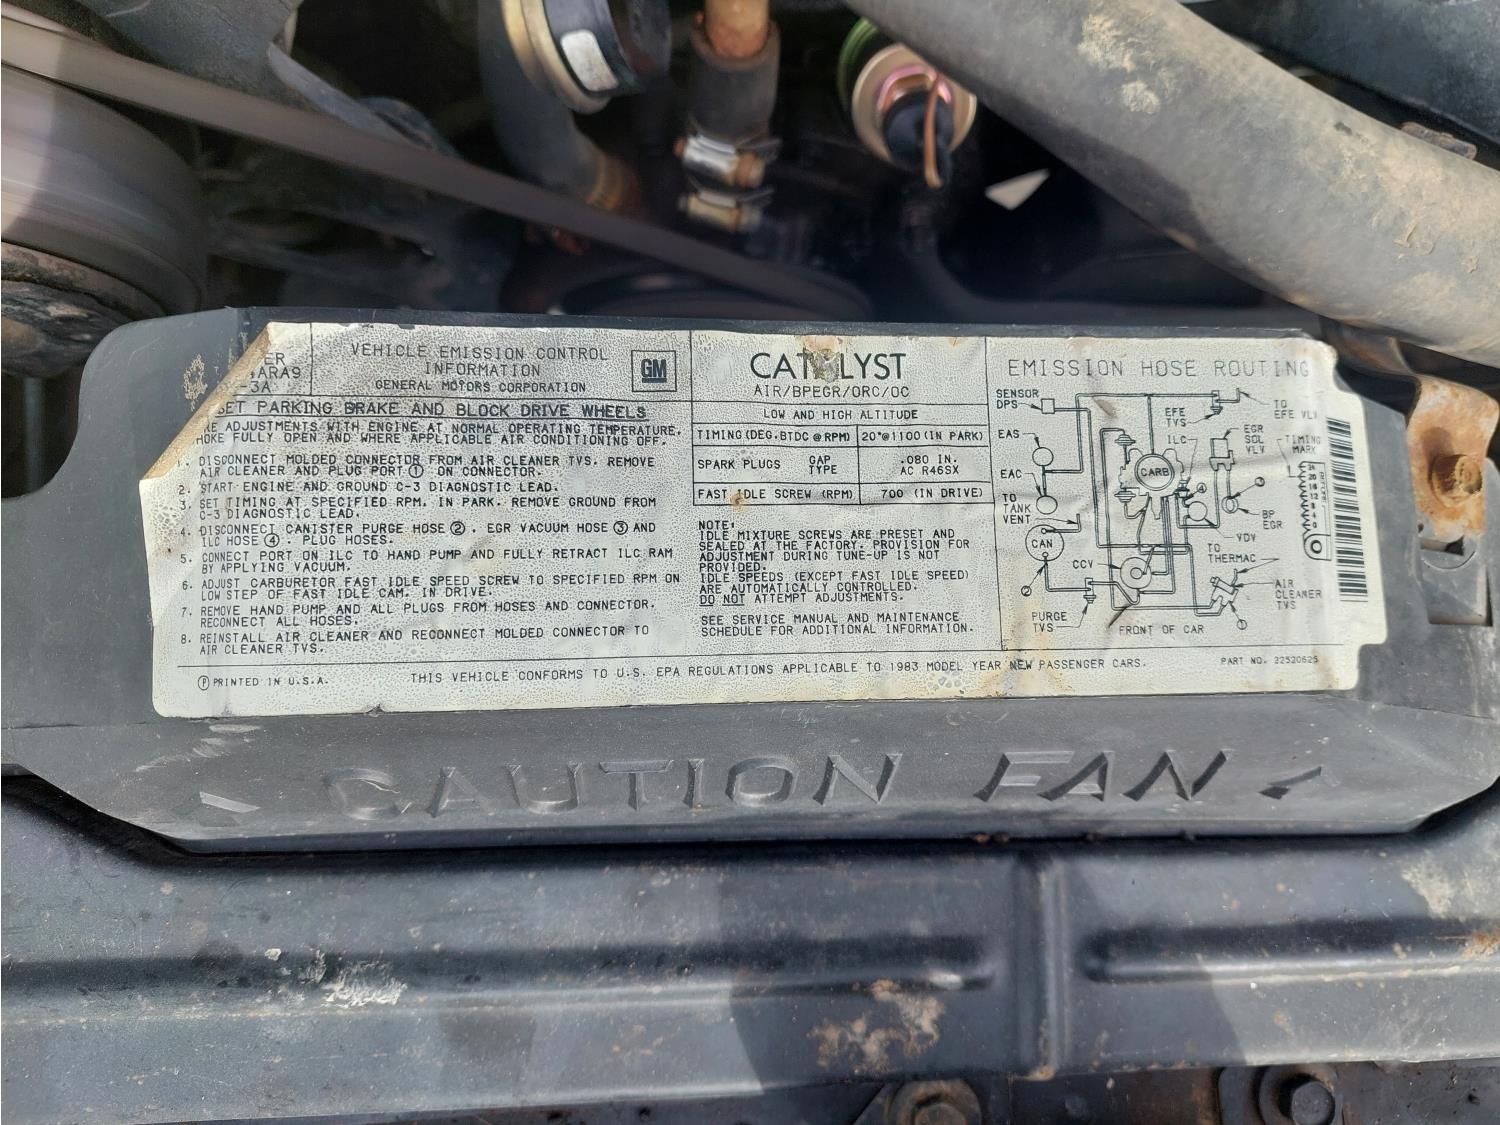 ER
ARA9
-3A
VEHICLE EMISSION CONTROL
INFORMATION
GENERAL MOTORS CORPORATION
GM
SET PARKING BRAKE AND BLOCK DRIVE WHEELS
ADJUSTMENTS WITH ENGINE AT NORMAL OPERATING TEMPERATURE,
FULLY OPEN AND WHERE APPLICABLE AIR CONDITIONING OFF.
1. DISCONNECT MOLDED CONNECTOR FROM AIR CLEANER TVS. REMOVE
AIR CLEANER AND PLUG PORT ① ON CONNECTOR.
2. START ENGINE AND GROUND C-3 DIAGNOSTIC LEAD.
3. SET TIMING AT SPECIFIED RPM. IN PARK. REMOVE GROUND FROM
C-3 DIAGNOSTIC LEAD.
4. DISCONNECT CANISTER PURGE HOSE ②. EGR VACUUM HOSE ③ AND
ILC HOSE ④. PLUG HOSES.
5. CONNECT PORT ON ILC TO HAND PUMP AND FULLY RETRACT ILC RAM
BY APPLYING VACUUM.
6. ADJUST CARBURETOR FAST IDLE SPEED SCREW TO SPECIFIED RPM ON
LOW STEP OF FAST IDLE CAM. IN DRIVE.
7. REMOVE HAND PUMP AND ALL PLUGS FROM HOSES AND CONNECTOR.
RECONNECT ALL HOSES.
8. REINSTALL AIR CLEANER AND RECONNECT MOLDED CONNECTOR TO
AIR CLEANER TVS.
CATALYST
AIR/BPEGR/ORC/OC
LOW AND HIGH ALTITUDE
TIMING (DEG. BTDC @ RPM) 20°@1100 (IN PARK)
SPARK PLUGS GAP .080 IN.
TYPE AC R46SX
FAST IDLE SCREW (RPM) 700 (IN DRIVE)
NOTE:
IDLE MIXTURE SCREWS ARE PRESET AND
SEALED AT THE FACTORY. PROVISION FOR
ADJUSTMENT DURING TUNE-UP IS NOT
PROVIDED.
IDLE SPEEDS (EXCEPT FAST IDLE SPEED)
ARE AUTOMATICALLY CONTROLLED.
DO NOT ATTEMPT ADJUSTMENTS.
SEE SERVICE MANUAL AND MAINTENANCE
SCHEDULE FOR ADDITIONAL INFORMATION.
EMISSION HOSE ROUTING
SENSOR
DPS
EFE
TVS
TO
EFE VLV
EAS
ILC
EGR
SOL
VLV
TIMING
MARK
EAC
CARB
TO
TANK
VENT
BP
EGR
VDV
CAN
CCV
TO
THERMAC
AIR
CLEANER
TVS
PURGE
TVS
FRONT OF CAR
Ⓟ PRINTED IN U.S.A.
THIS VEHICLE CONFORMS TO U.S. EPA REGULATIONS APPLICABLE TO 1983 MODEL YEAR NEW PASSENGER CARS.
PART NO. 22520625
CAUTION FAN